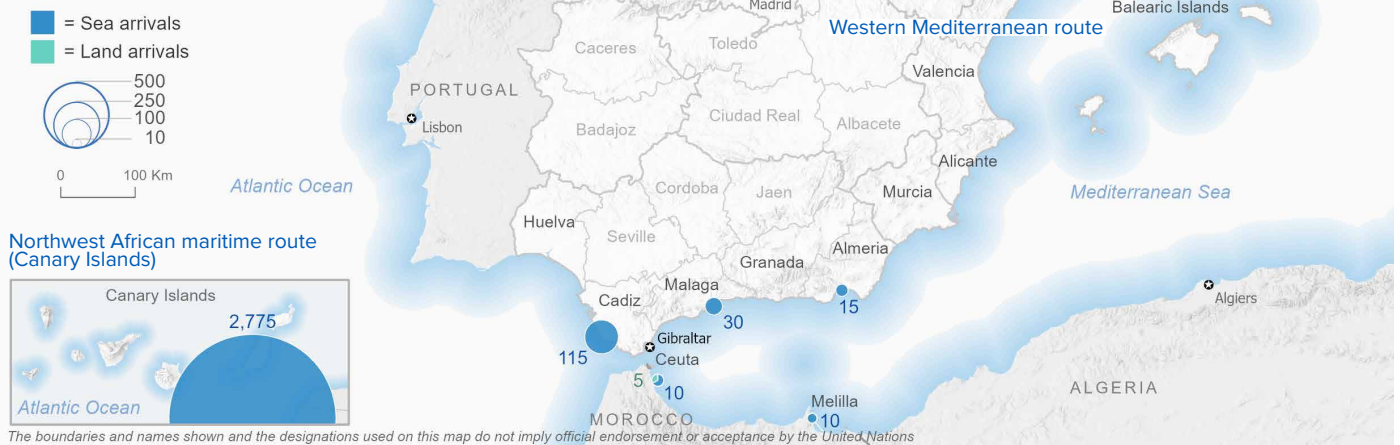 Madrid
Balearic Islands
= Sea arrivals
Western Mediterranean route
= Land arrivals
Caceres
Toledo
Valencia
500
250
100
10
PORTUGAL
Lisbon
Badajoz
Ciudad Real
Albacete
Alicante
0 100 Km
Atlantic Ocean
Cordoba
Jaen
Murcia
Mediterranean Sea
Huelva
Seville
Almeria
Granada
Northwest African maritime route
(Canary Islands)
Malaga
Cadiz
Algiers
Canary Islands
2,775
15
30
Gibraltar
115
Ceuta
5
10
ALGERIA
Melilla
10
Atlantic Ocean
MOROCCO
The boundaries and names shown and the designations used on this map do not imply official endorsement or acceptance by the United Nations